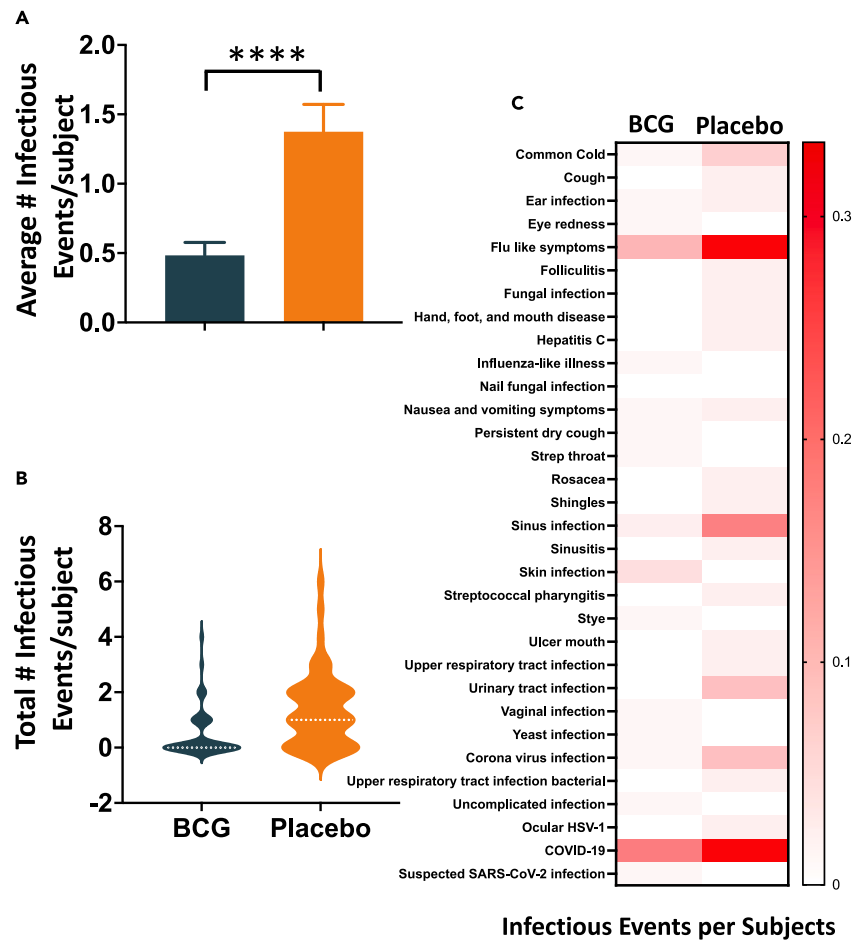 A
Average # Infectious
Events/subject
2.0
1.5
1.0
0.5
0.0
****
B
Total # Infectious
Events/subject
8
6
4
2
0
-2
BCG Placebo
C
BCG Placebo
Common Cold
Cough
Ear infection
Eye redness
Flu like symptoms
Folliculitis
Fungal infection
Hand, foot, and mouth disease
Hepatitis C
Influenza-like illness
Nail fungal infection
Nausea and vomiting symptoms
Persistent dry cough
Strep throat
Rosacea
Shingles
Sinus infection
Sinusitis
Skin infection
Streptococcal pharyngitis
Stye
Ulcer mouth
Upper respiratory tract infection
Urinary tract infection
Vaginal infection
Yeast infection
Corona virus infection
Upper respiratory tract infection bacterial
Uncomplicated infection
Ocular HSV-1
COVID-19
Suspected SARS-CoV-2 infection
0.3
0.2
0.1
0
Infectious Events per Subjects